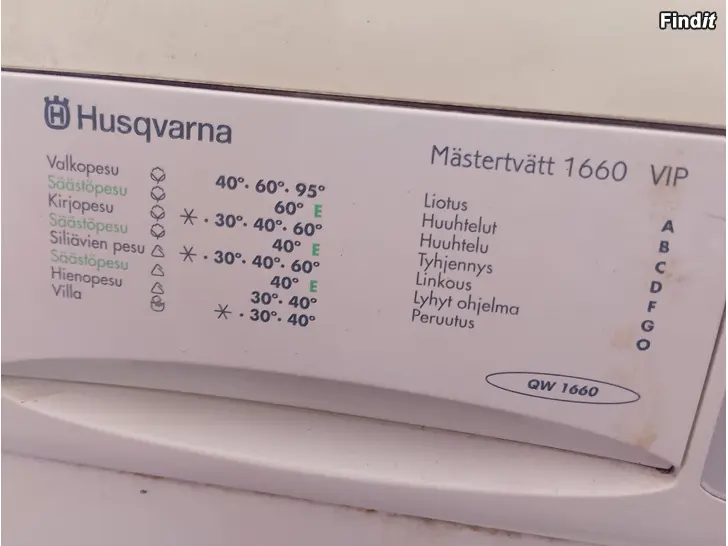 Findit
Husqvarna
Mästertvätt 1660 VIP
Valkopesu 40°. 60°. 95°
Säästöpesu 60° E
Kirjopesu * . 30°. 40°. 60°
Säästöpesu 40° E
Siliävien pesu * . 30°. 40°. 60°
Säästöpesu 40° E
Hienopesu 30°. 40°
Villa * . 30°. 40°
Liotus A
Huuhtelut B
Huuhtelu C
Tyhjennys D
Linkous F
Lyhyt ohjelma G
Peruutus O
QW 1660